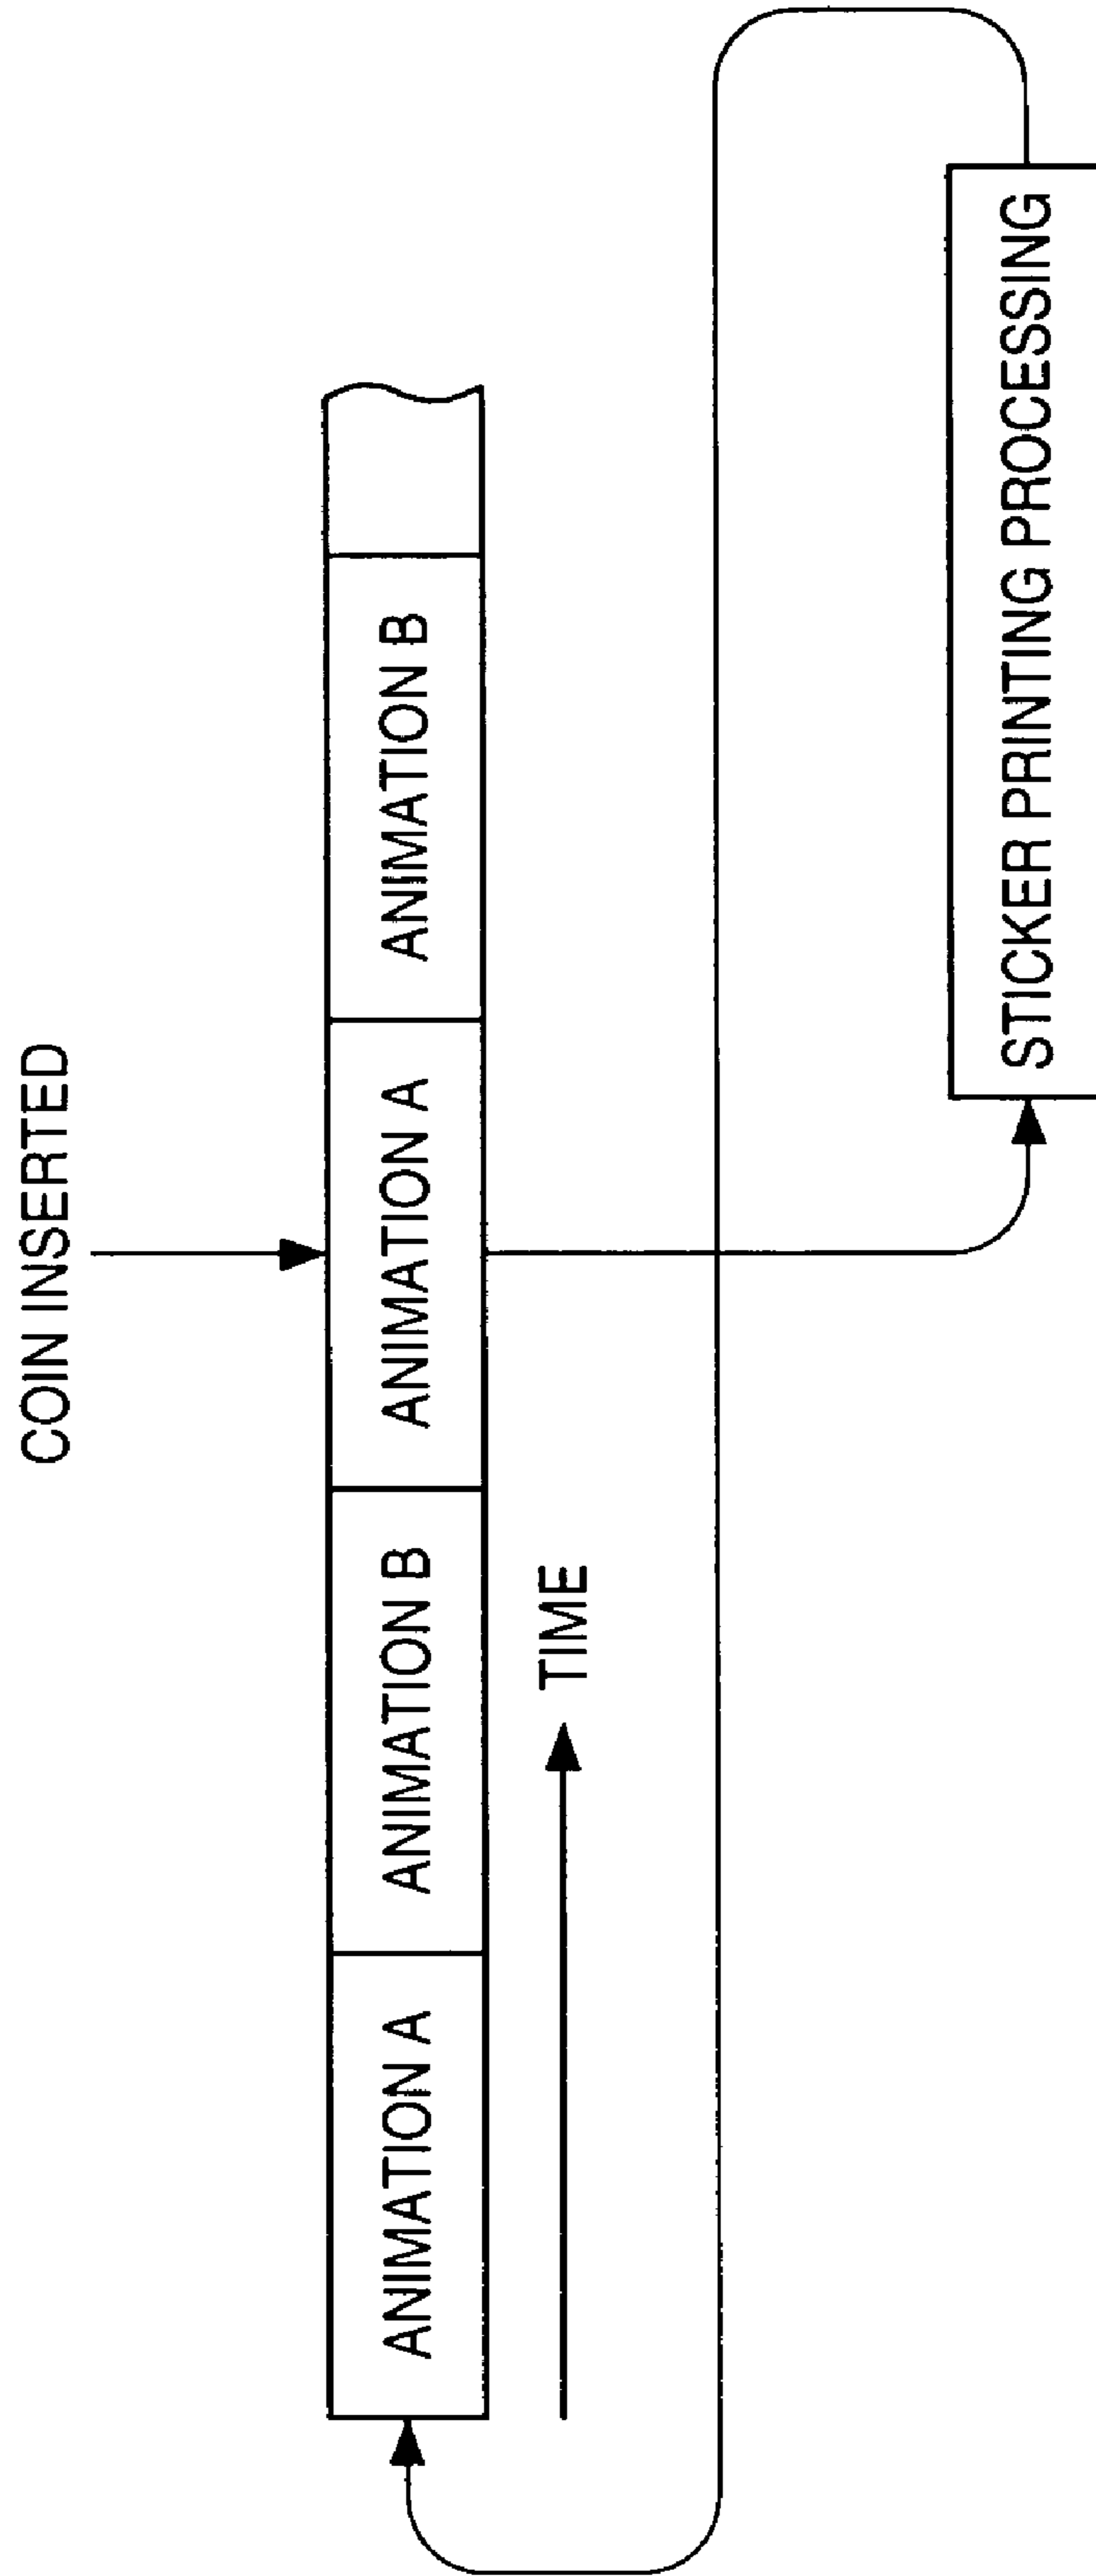 COIN INSERTED
ANIMATION A
ANIMATION B
ANIMATION A
ANIMATION B
TIME
STICKER PRINTING PROCESSING